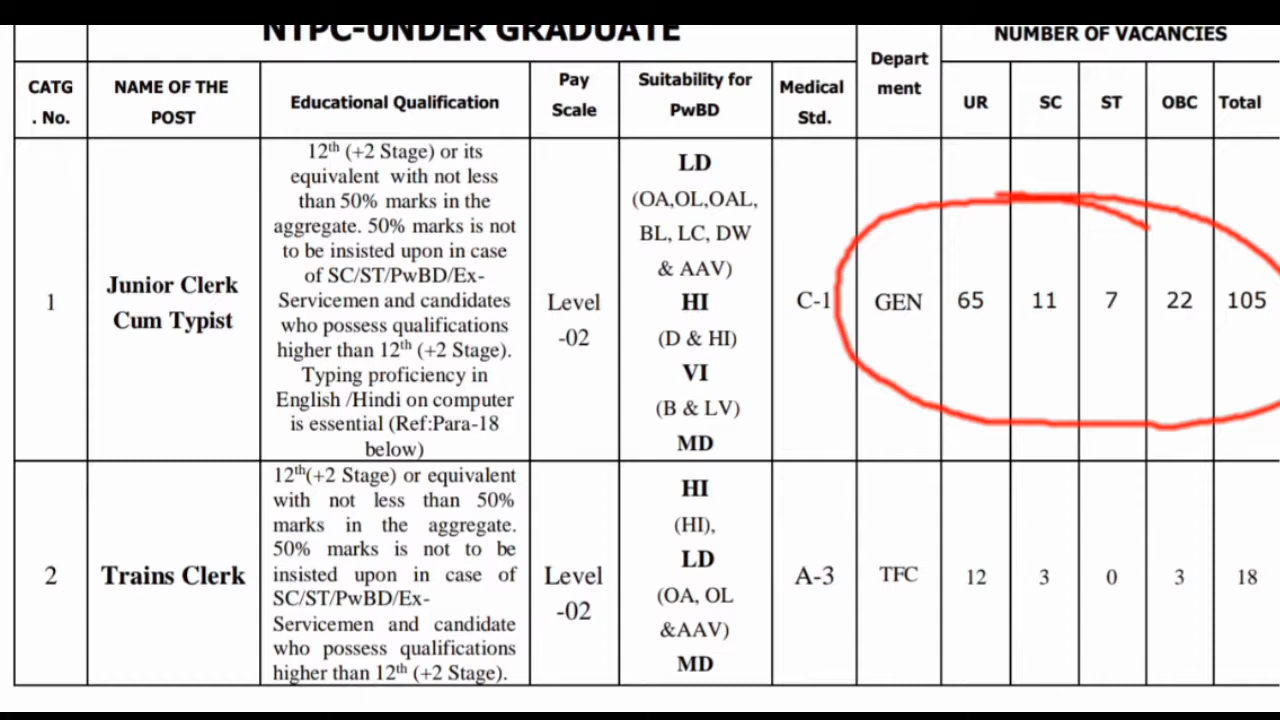 NTPC-UNDER GRADUATE
NUMBER OF VACANCIES
CATG
. No.
NAME OF THE
POST
Educational Qualification
Pay
Scale
Suitability for
PwBD
Medical
Std.
Depart
ment
UR
SC
ST
OBC
Total
1
Junior Clerk
Cum Typist
12th (+2 Stage) or its
equivalent with not less
than 50% marks in the
aggregate. 50% marks is not
to be insisted upon in case
of SC/ST/PwBD/Ex-
Servicemen and candidates
who possess qualifications
higher than 12th (+2 Stage).
Typing proficiency in
English /Hindi on computer
is essential (Ref:Para-18
below)
Level
-02
LD
(OA,OL,OAL,
BL, LC, DW
& AAV)
HI
(D & HI)
VI
(B & LV)
MD
C-1
GEN
65
11
7
22
105
2
Trains Clerk
12th(+2 Stage) or equivalent
with not less than 50%
marks in the aggregate.
50% marks is not to be
insisted upon in case of
SC/ST/PwBD/Ex-
Servicemen and candidate
who possess qualifications
higher than 12th (+2 Stage).
Level
-02
HI
(HI),
LD
(OA, OL
&AAV)
MD
A-3
TFC
12
3
0
3
18